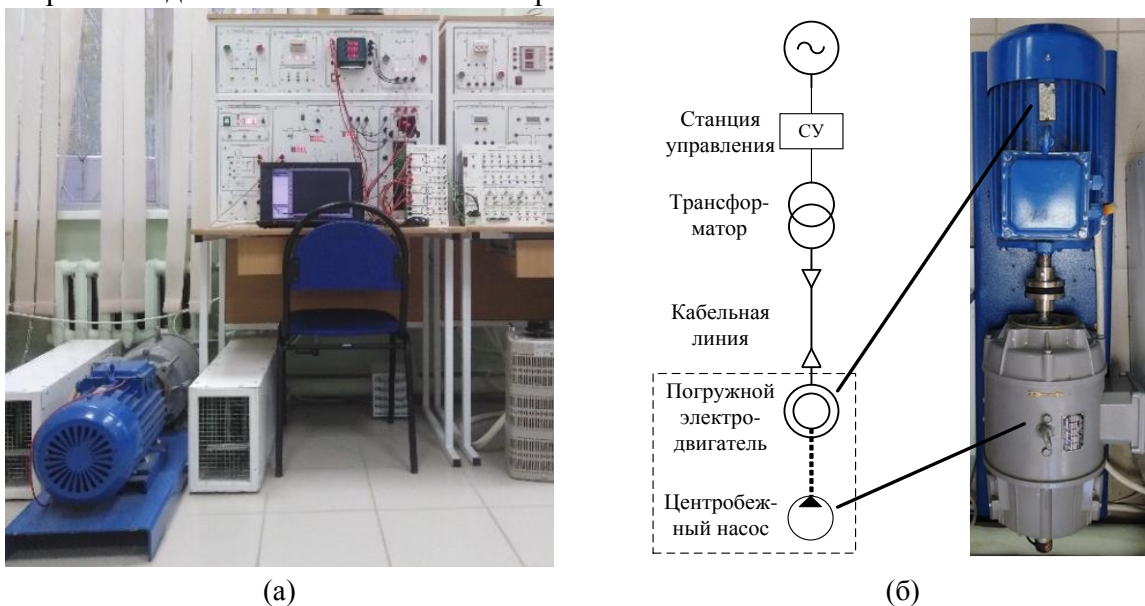 Станция
управления
СУ
Трансфор-
матор
Кабельная
линия
Погружной
электро-
двигатель
Центробеж-
ный насос
(а)
(б)